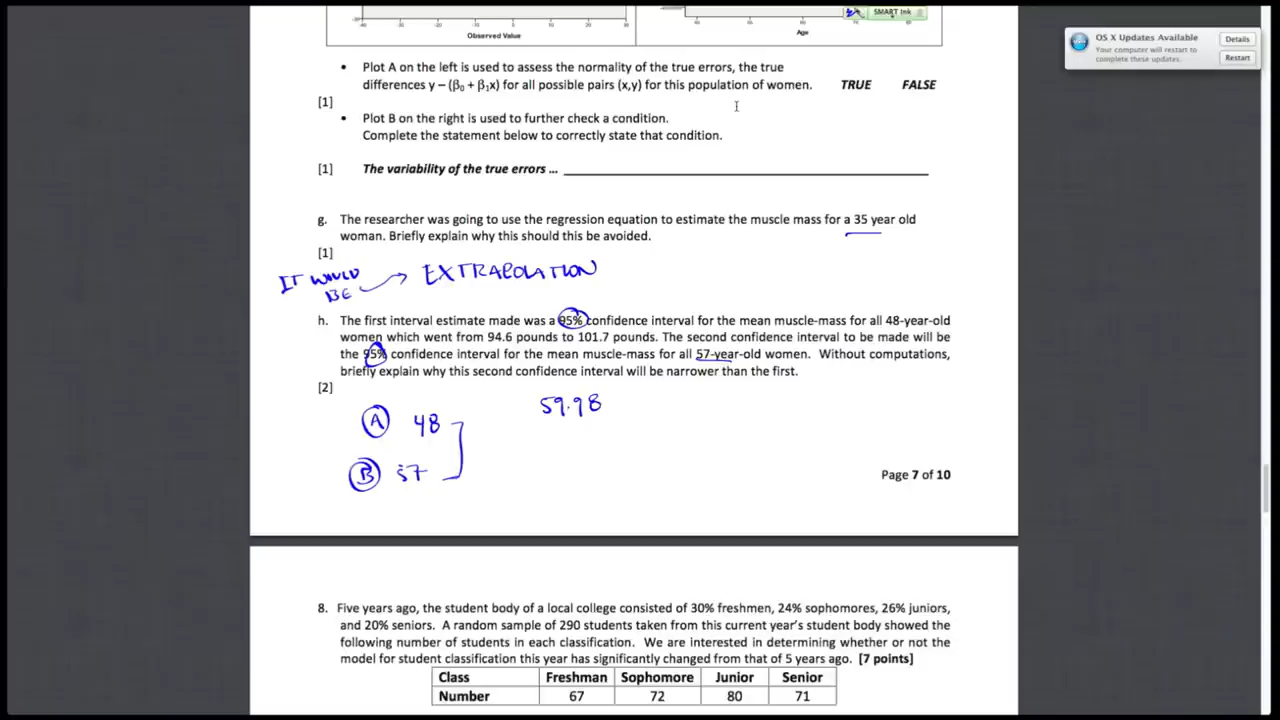 -40 -30 -20 -10 0 10 20 30
Observed Value
SMART Ink
Age
OS X Updates Available
Your computer will restart to
complete these updates.
Details
Restart
• Plot A on the left is used to assess the normality of the true errors, the true
differences y – (β₀ + β₁x) for all possible pairs (x,y) for this population of women. TRUE FALSE
[1]
• Plot B on the right is used to further check a condition.
Complete the statement below to correctly state that condition.
[1] The variability of the true errors ... ______________________
g. The researcher was going to use the regression equation to estimate the muscle mass for a 35 year old
woman. Briefly explain why this should this be avoided.
[1]
IT WOULD
BE → EXTRAPOLATION
h. The first interval estimate made was a 95% confidence interval for the mean muscle-mass for all 48-year-old
women which went from 94.6 pounds to 101.7 pounds. The second confidence interval to be made will be
the 95% confidence interval for the mean muscle-mass for all 57-year-old women. Without computations,
briefly explain why this second confidence interval will be narrower than the first.
[2]
A 48
59.98
B 57
Page 7 of 10
8. Five years ago, the student body of a local college consisted of 30% freshmen, 24% sophomores, 26% juniors,
and 20% seniors. A random sample of 290 students taken from this current year's student body showed the
following number of students in each classification. We are interested in determining whether or not the
model for student classification this year has significantly changed from that of 5 years ago. [7 points]
Class Freshman Sophomore Junior Senior
Number 67 72 80 71